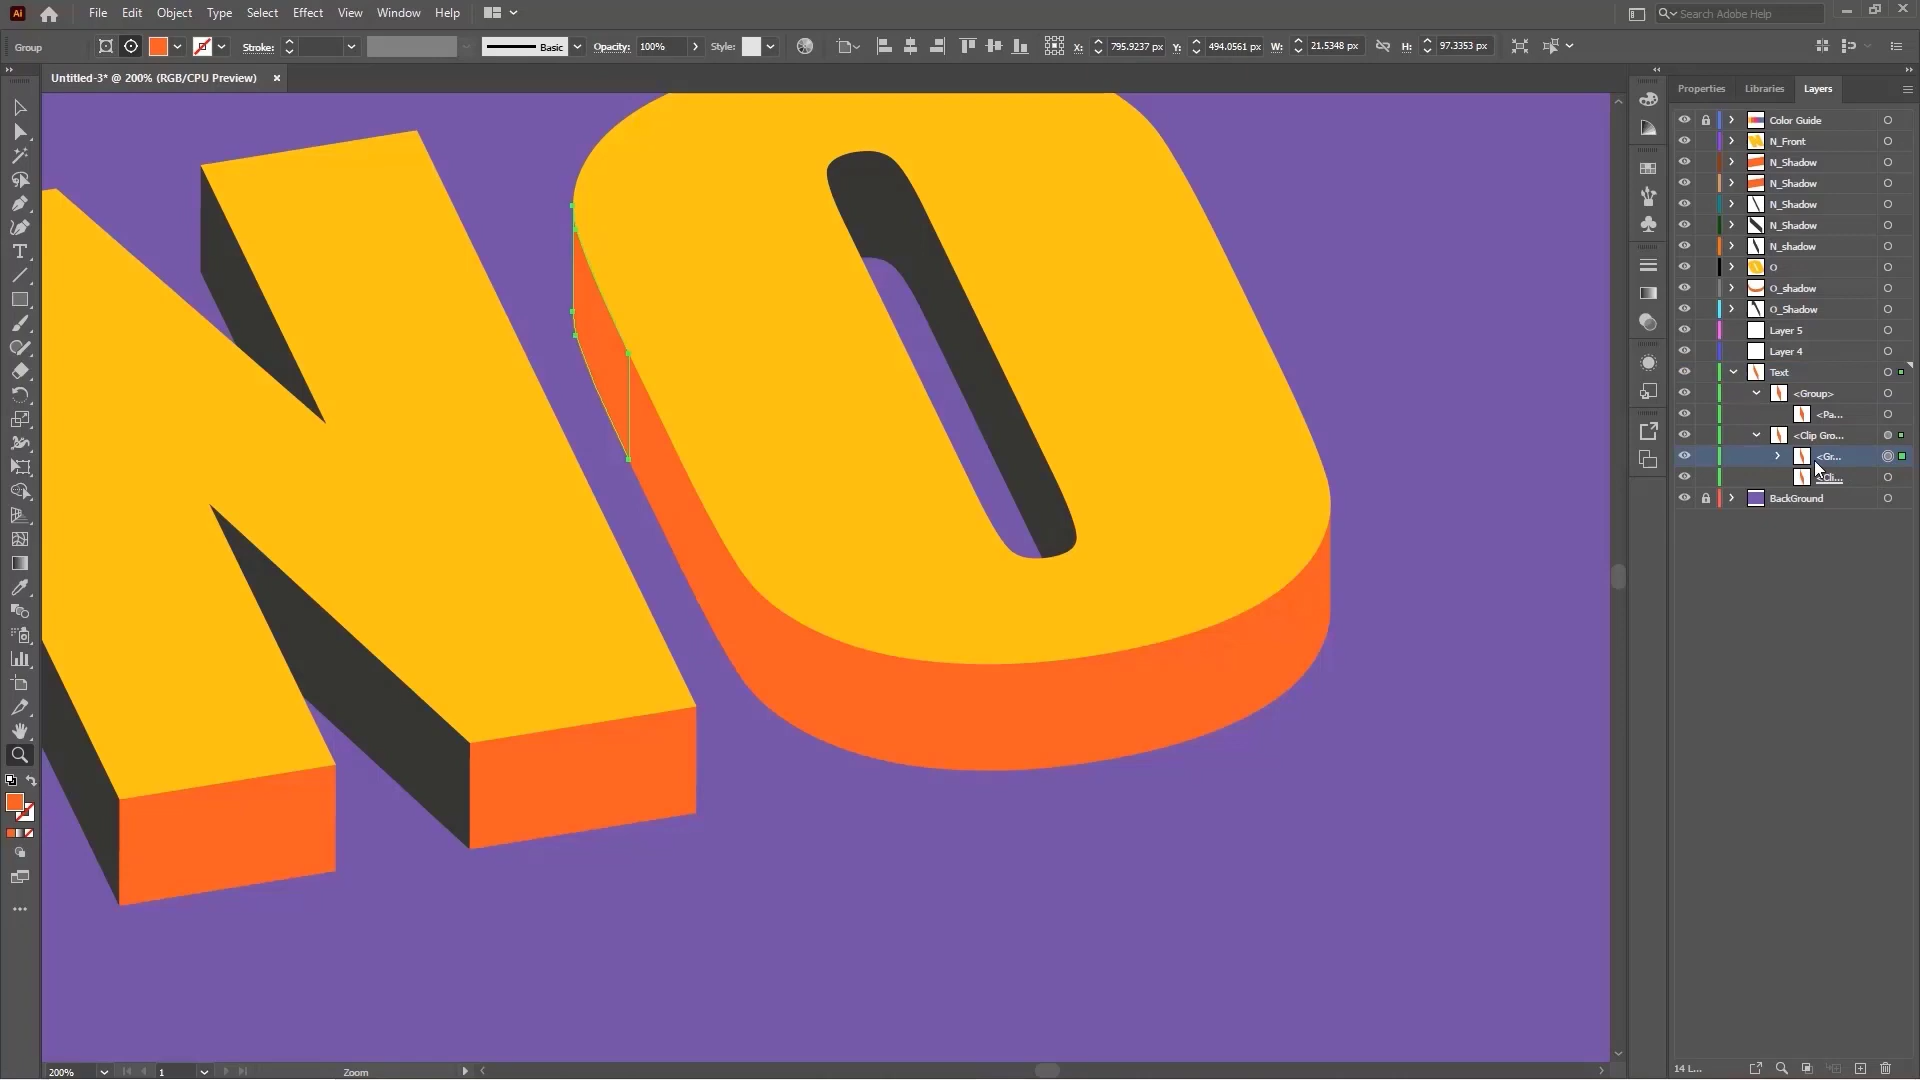 Ai File Edit Object Type Select Effect View Window Help Search Adobe Help
Group Stroke: Basic Opacity: 100% Style: X: 795.9237 px Y: 494.0561 px W: 21.5348 px H: 97.3353 px
Untitled-3* @ 200% (RGB/CPU Preview) Properties Libraries Layers
Color Guide
N_Front
N_Shadow
N_Shadow
N_Shadow
N_Shadow
N_shadow
O
O_shadow
O_Shadow
Layer 5
Layer 4
Text
<Group>
<Pa...
<Clip Gro...
<Gr...
<Cli...
BackGround
NO
200% 1 Zoom 14 L...